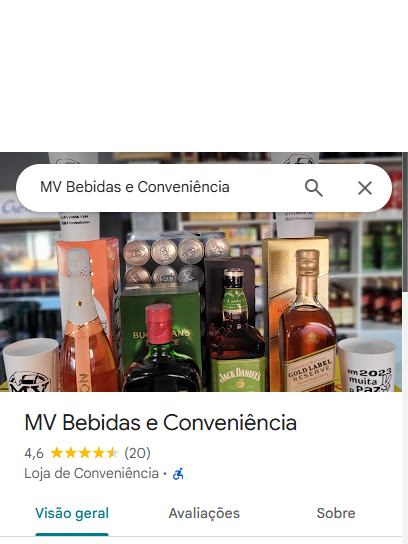 MV Bebidas e Conveniência
BUCHANAN'S
JACK DANIEL'S
GOLD LABEL
RESERVE
em 2023
muita
Paz
MV Bebidas e Conveniência
4,6 (20)
Loja de Conveniência ·
Visão geral
Avaliações
Sobre